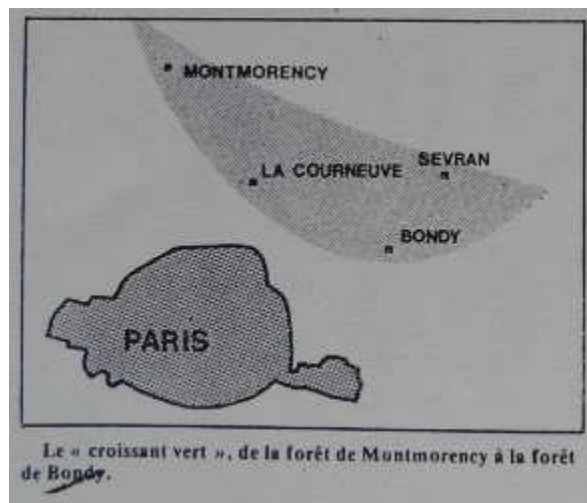 MONTMORENCY
LA COURNEUVE
SEVRAN
BONDY
PARIS
Le « croissant vert », de la forêt de Montmorency à la forêt
de Bondy.